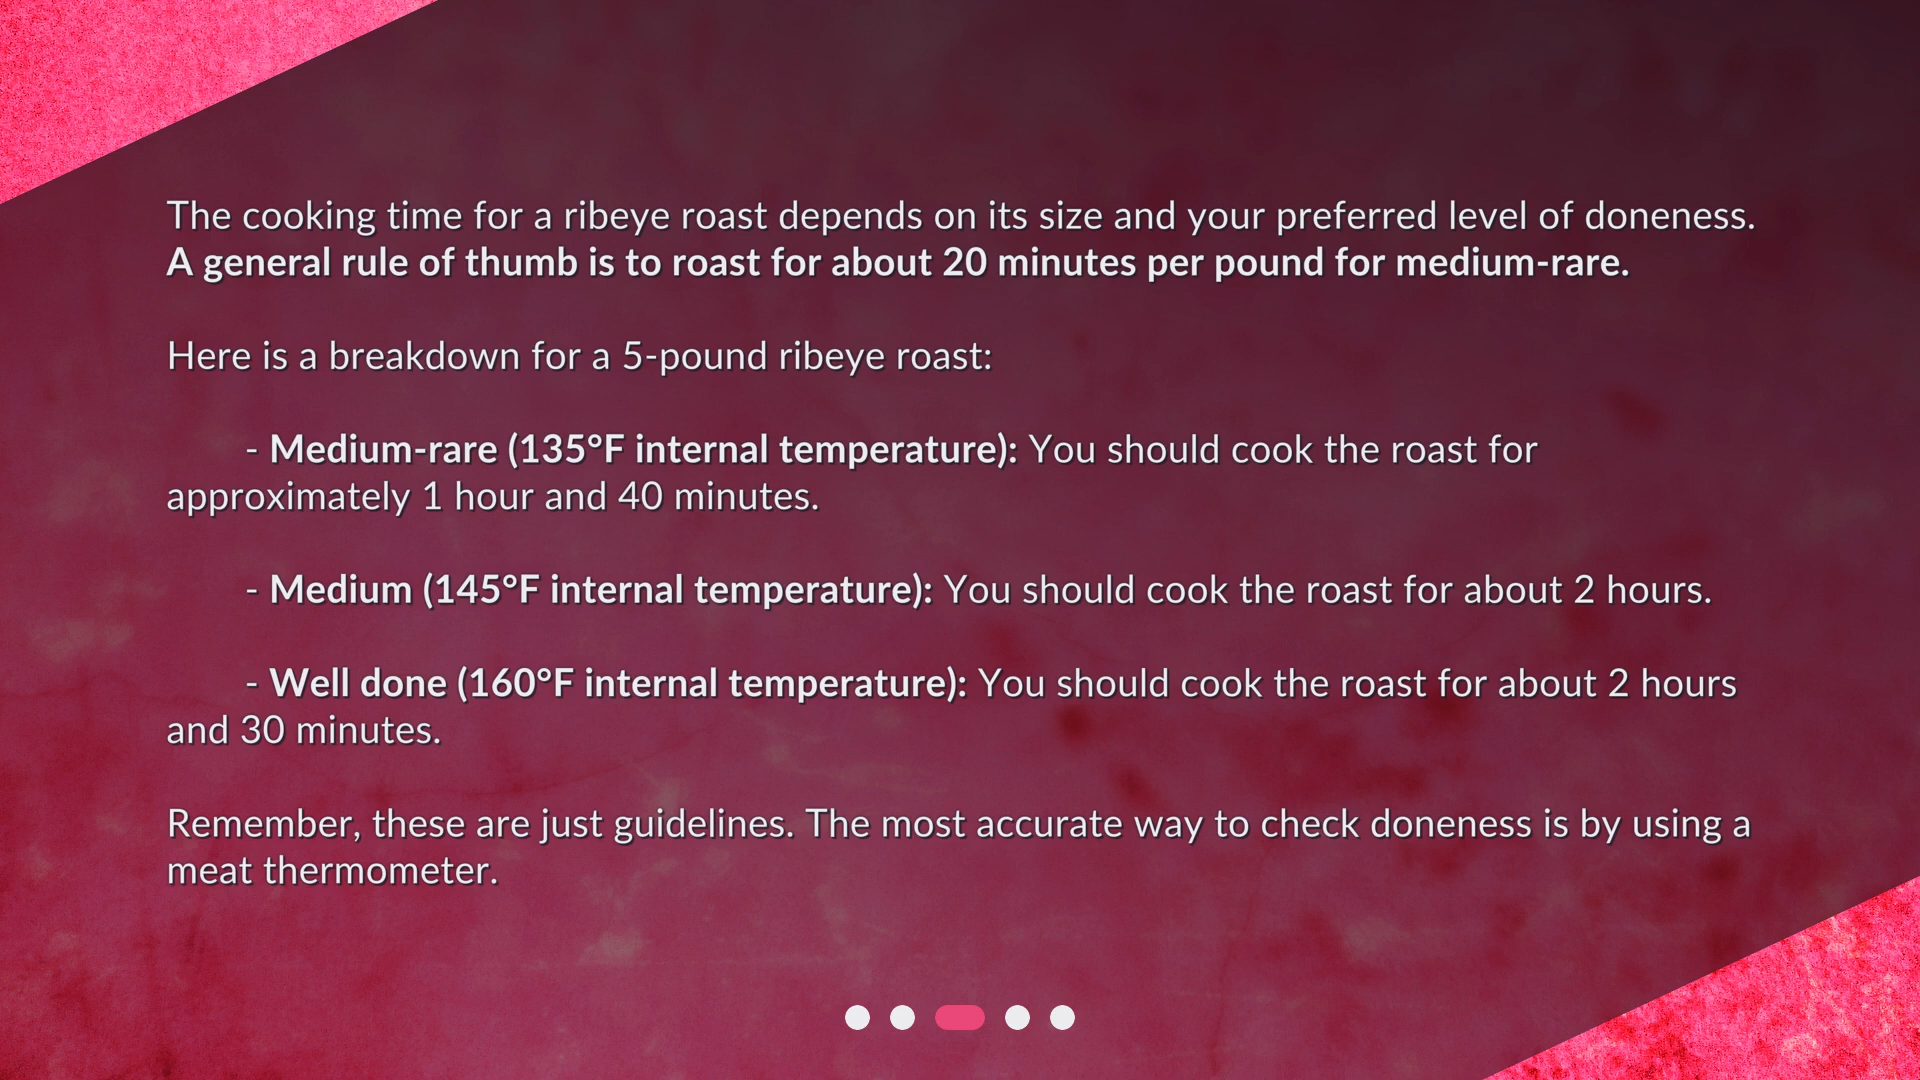 The cooking time for a ribeye roast depends on its size and your preferred level of doneness.
A general rule of thumb is to roast for about 20 minutes per pound for medium-rare.
Here is a breakdown for a 5-pound ribeye roast:
- Medium-rare (135°F internal temperature): You should cook the roast for
approximately 1 hour and 40 minutes.
- Medium (145°F internal temperature): You should cook the roast for about 2 hours.
- Well done (160°F internal temperature): You should cook the roast for about 2 hours
and 30 minutes.
Remember, these are just guidelines. The most accurate way to check doneness is by using a
meat thermometer.